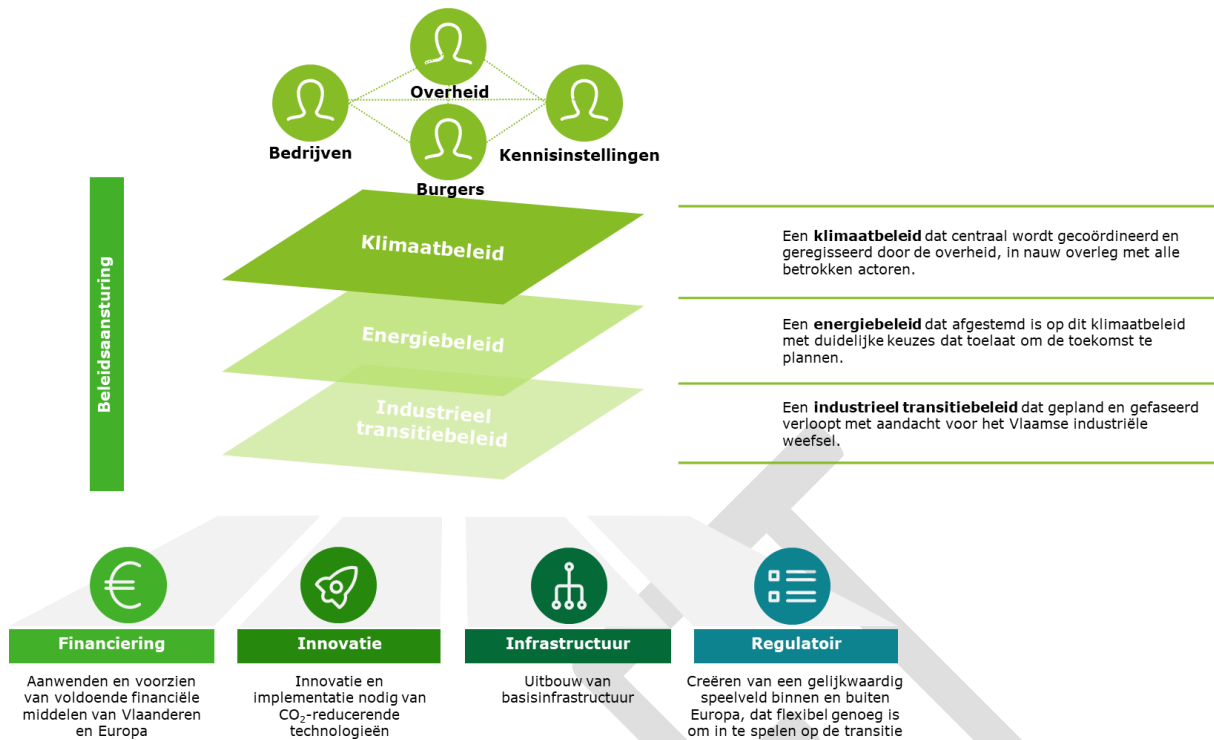 Overheid
Bedrijven
Kennisinstellingen
Burgers
Beleidsaansturing
Klimaatbeleid
Een klimaatbeleid dat centraal wordt gecoördineerd en
geregisseerd door de overheid, in nauw overleg met alle
betrokken actoren.
Energiebeleid
Een energiebeleid dat afgestemd is op dit klimaatbeleid
met duidelijke keuzes dat toelaat om de toekomst te
plannen.
Industrieel
transitiebeleid
Een industrieel transitiebeleid dat gepland en gefaseerd
verloopt met aandacht voor het Vlaamse industriële
weefsel.
Financiering
Aanwenden en voorzien
van voldoende financiële
middelen van Vlaanderen
en Europa
Innovatie
Innovatie en
implementatie nodig van
CO₂-reducerende
technologieën
Infrastructuur
Uitbouw van
basisinfrastructuur
Regulatoir
Creëren van een gelijkwaardig
speelveld binnen en buiten
Europa, dat flexibel genoeg is
om in te spelen op de transitie